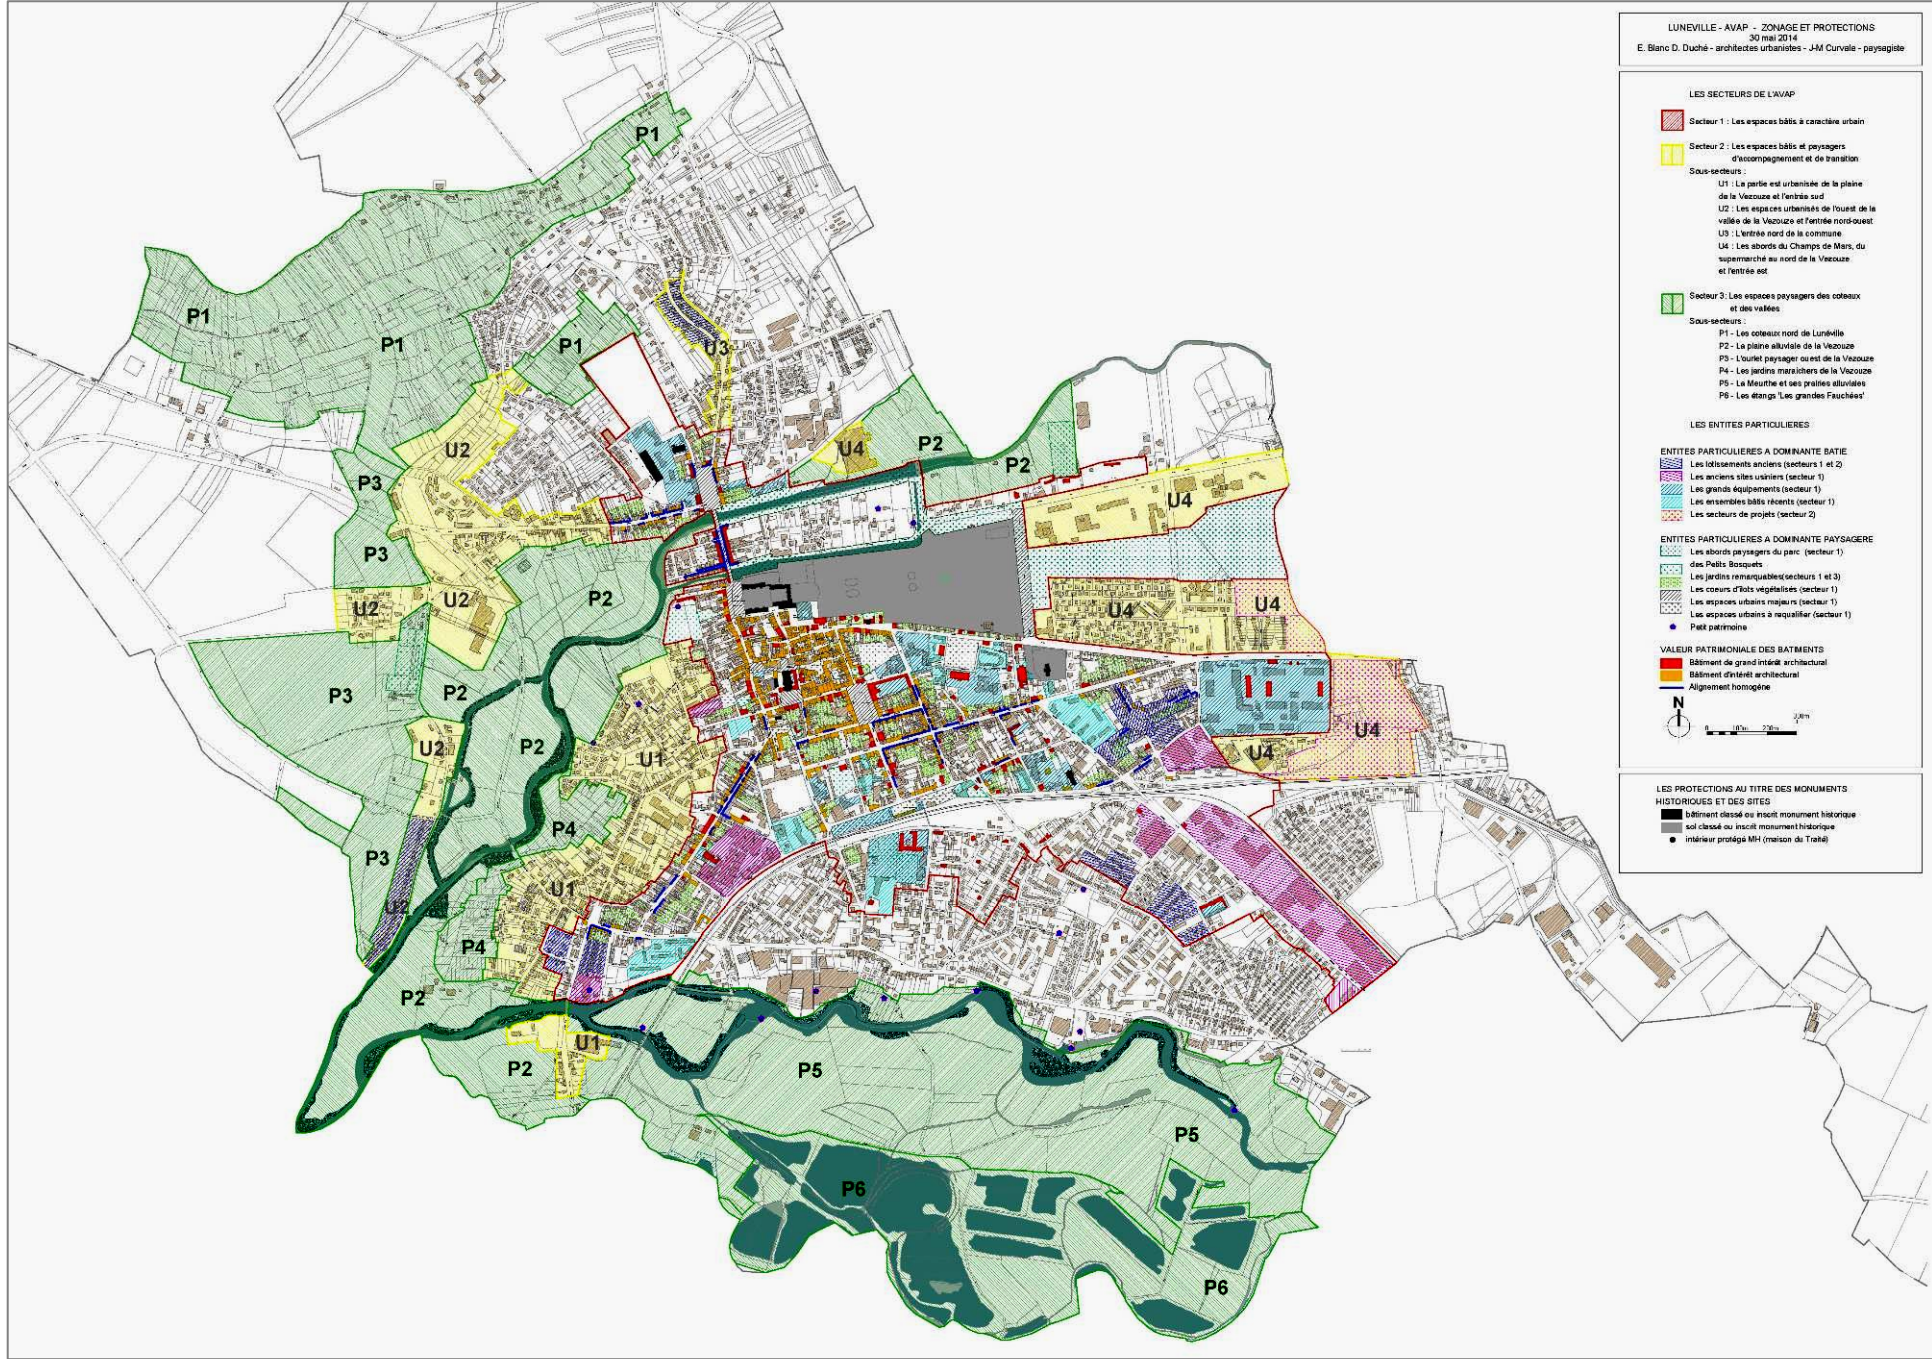 LUNEVILLE - AVAP - ZONAGE ET PROTECTIONS
30 mai 2014
E. Blanc D. Duché - architectes urbanistes - J-M Curvale - paysagiste
LES SECTEURS DE L'AVAP
Secteur 1 : Les espaces bâtis à caractère urbain
Secteur 2 : Les espaces bâtis et paysagers
d'accompagnement et de transition
Sous-secteurs :
U1 : La partie est urbanisée de la plaine
de la Vezouze et l'entrée sud
U2 : Les espaces urbanisés de l'ouest de la
vallée de la Vezouze et l'entrée nord-ouest
U3 : L'entrée nord de la commune
U4 : Les abords du Champs de Mars, du
supermarché au nord de la Vezouze
et l'entrée est
Secteur 3: Les espaces paysagers des coteaux
et des vallées
Sous-secteurs :
P1 - Les coteaux nord de Lunéville
P2 - La plaine alluviale de la Vezouze
P3 - L'ourlet paysager ouest de la Vezouze
P4 - Les jardins maraichers de la Vezouze
P5 - La Meurthe et ses prairies alluviales
P6 - Les étangs 'Les grandes Fauchées'
LES ENTITES PARTICULIERES
ENTITES PARTICULIERES A DOMINANTE BATIE
Les lotissements anciens (secteurs 1 et 2)
Les anciens sites usiniers (secteur 1)
Les grands équipements (secteur 1)
Les ensembles bâtis récents (secteur 1)
Les secteurs de projets (secteur 2)
ENTITES PARTICULIERES A DOMINANTE PAYSAGERE
Les abords paysagers du parc (secteur 1)
des Petits Bosquets
Les jardins remarquables(secteurs 1 et 3)
Les coeurs d'îlots végétalisés (secteur 1)
Les espaces urbains majeurs (secteur 1)
Les espaces urbains à requalifier (secteur 1)
Petit patrimoine
VALEUR PATRIMONIALE DES BATIMENTS
Bâtiment de grand intérêt architectural
Bâtiment d'intérêt architectural
Alignement homogène
N
0 100m 200m
LES PROTECTIONS AU TITRE DES MONUMENTS
HISTORIQUES ET DES SITES
bâtiment classé ou inscrit monument historique
sol classé ou inscrit monument historique
intérieur protégé MH (maison du Traité)
P1
P1
P1
P1
U3
U2
U4
P2
P2
P3
U4
P3
P2
U2
U2
U4
U4
P3
P2
U2
P2
U1
U4
U4
P4
P3
U1
U2
P4
P2
U1
P2
P5
P5
P6
P6